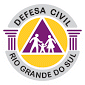 DEFESA CIVIL
RIO GRANDE DO SUL